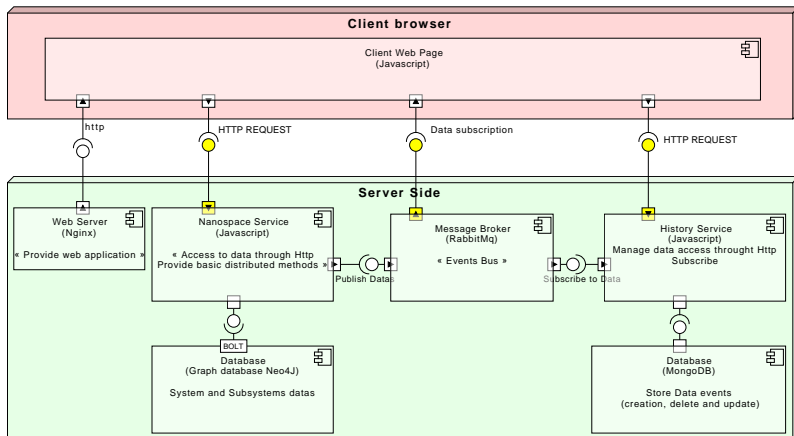 Client browser
Client Web Page
(Javascript)
http
HTTP REQUEST
Data subscription
HTTP REQUEST
Server Side
Web Server
(Nginx)
« Provide web application »
Nanospace Service
(Javascript)
« Access to data through Http
Provide basic distributed methods »
Publish Datas
Message Broker
(RabbitMq)
« Events Bus »
Subscribe to Data
History Service
(Javascript)
Manage data access throught Http
Subscribe
BOLT
Database
(Graph database Neo4J)
System and Subsystems datas
Database
(MongoDB)
Store Data events
(creation, delete and update)